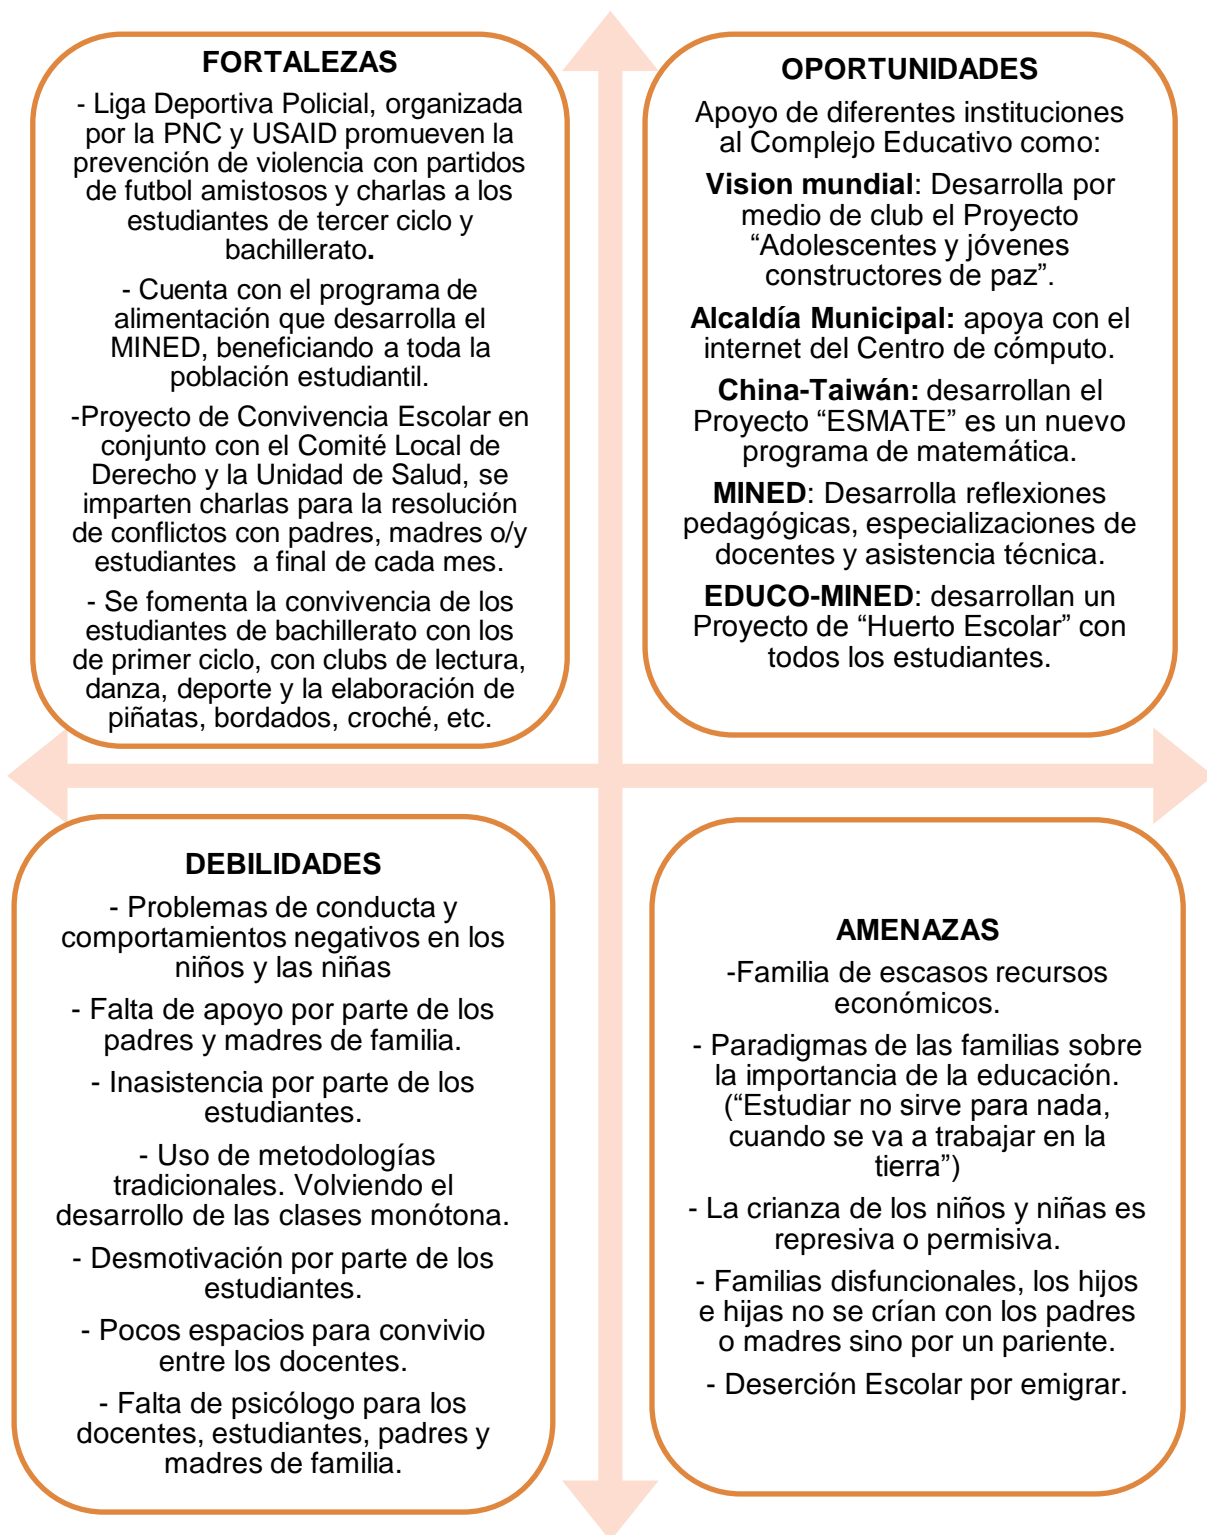 FORTALEZAS
- Liga Deportiva Policial, organizada
por la PNC y USAID promueven la
prevención de violencia con partidos
de futbol amistosos y charlas a los
estudiantes de tercer ciclo y
bachillerato.
- Cuenta con el programa de
alimentación que desarrolla el
MINED, beneficiando a toda la
población estudiantil.
-Proyecto de Convivencia Escolar en
conjunto con el Comité Local de
Derecho y la Unidad de Salud, se
imparten charlas para la resolución
de conflictos con padres, madres o/y
estudiantes a final de cada mes.
- Se fomenta la convivencia de los
estudiantes de bachillerato con los
de primer ciclo, con clubs de lectura,
danza, deporte y la elaboración de
piñatas, bordados, croché, etc.
OPORTUNIDADES
Apoyo de diferentes instituciones
al Complejo Educativo como:
Vision mundial: Desarrolla por
medio de club el Proyecto
“Adolescentes y jóvenes
constructores de paz”.
Alcaldía Municipal: apoya con el
internet del Centro de cómputo.
China-Taiwán: desarrollan el
Proyecto “ESMATE” es un nuevo
programa de matemática.
MINED: Desarrolla reflexiones
pedagógicas, especializaciones de
docentes y asistencia técnica.
EDUCO-MINED: desarrollan un
Proyecto de “Huerto Escolar” con
todos los estudiantes.
DEBILIDADES
- Problemas de conducta y
comportamientos negativos en los
niños y las niñas
- Falta de apoyo por parte de los
padres y madres de familia.
- Inasistencia por parte de los
estudiantes.
- Uso de metodologías
tradicionales. Volviendo el
desarrollo de las clases monótona.
- Desmotivación por parte de los
estudiantes.
- Pocos espacios para convivio
entre los docentes.
- Falta de psicólogo para los
docentes, estudiantes, padres y
madres de familia.
AMENAZAS
-Familia de escasos recursos
económicos.
- Paradigmas de las familias sobre
la importancia de la educación.
(“Estudiar no sirve para nada,
cuando se va a trabajar en la
tierra”)
- La crianza de los niños y niñas es
represiva o permisiva.
- Familias disfuncionales, los hijos
e hijas no se crían con los padres
o madres sino por un pariente.
- Deserción Escolar por emigrar.